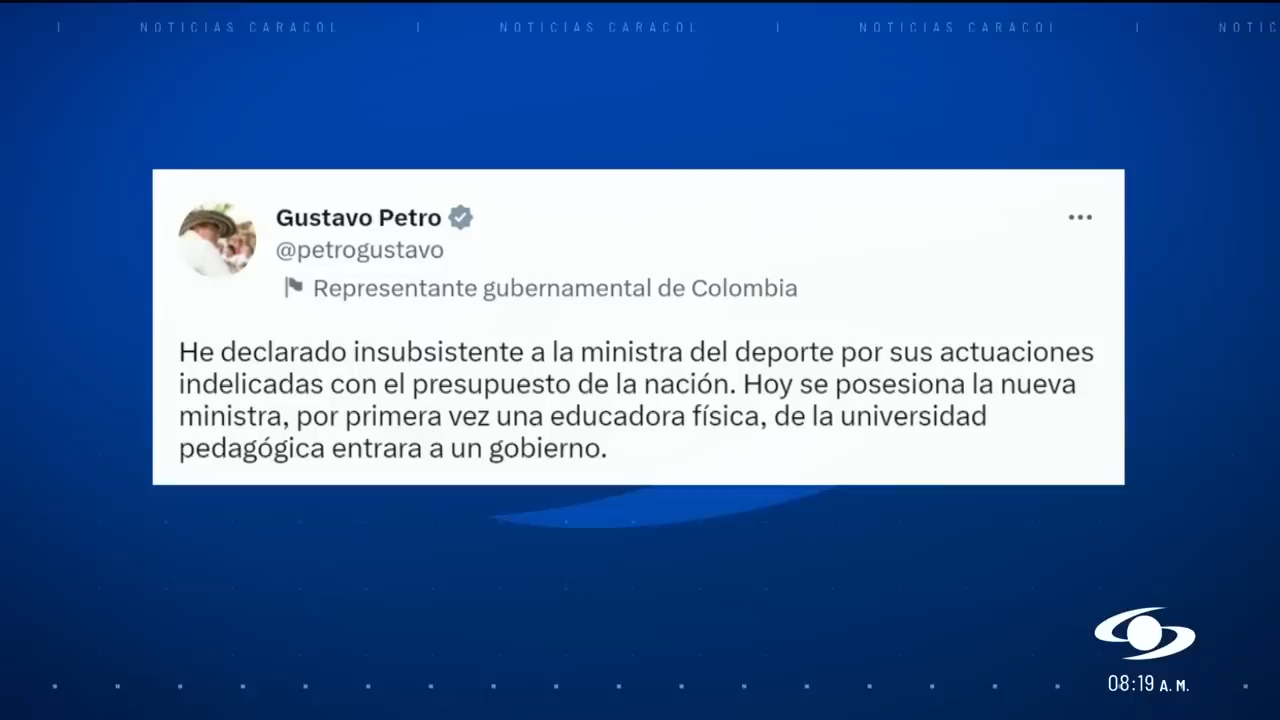 NOTICIAS CARACOL NOTICIAS CARACOL NOTICIAS CARACOL NOTIC
Gustavo Petro
@petrogustavo
Representante gubernamental de Colombia
He declarado insubsistente a la ministra del deporte por sus actuaciones
indelicadas con el presupuesto de la nación. Hoy se posesiona la nueva
ministra, por primera vez una educadora física, de la universidad
pedagógica entrara a un gobierno.
08:19 A. M.